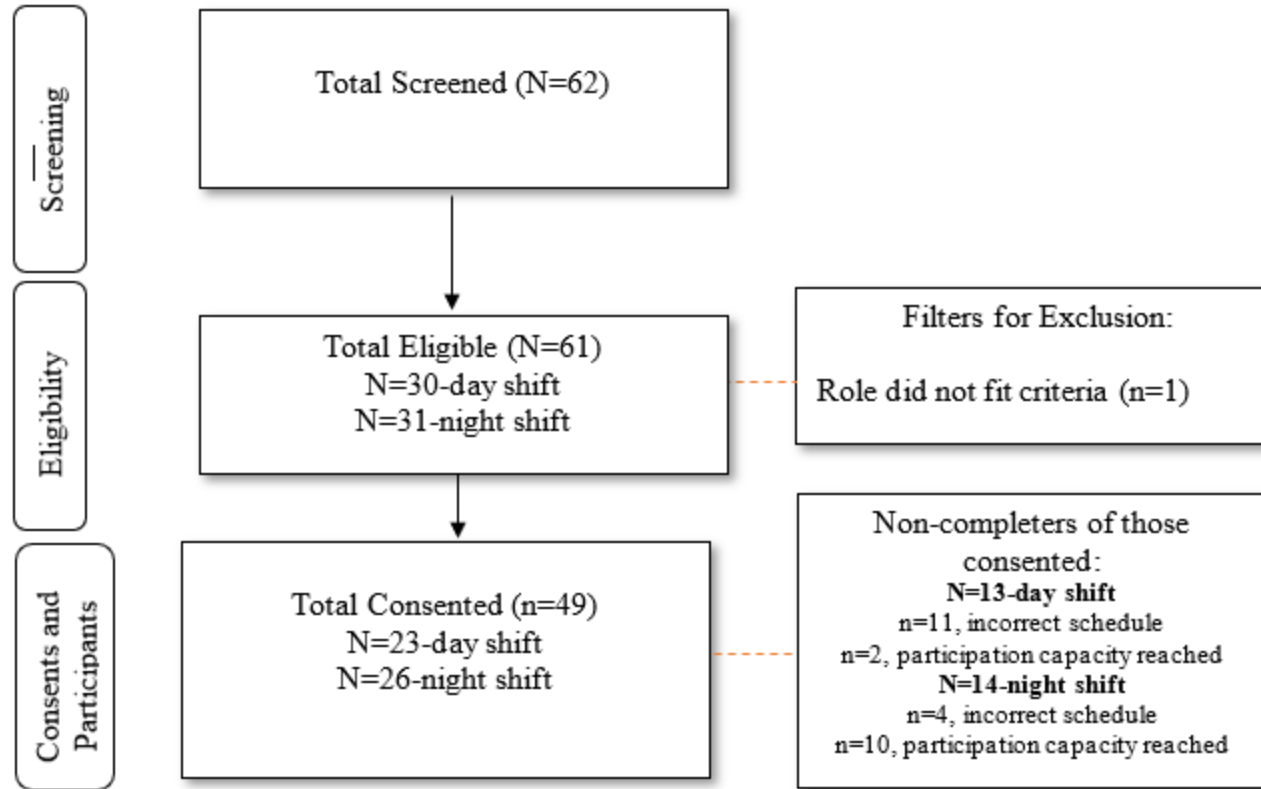 Screening
Total Screened (N=62)
Eligibility
Total Eligible (N=61)
N=30-day shift
N=31-night shift
Filters for Exclusion:
Role did not fit criteria (n=1)
Consents and
Participants
Total Consented (n=49)
N=23-day shift
N=26-night shift
Non-completers of those
consented:
N=13-day shift
n=11, incorrect schedule
n=2, participation capacity reached
N=14-night shift
n=4, incorrect schedule
n=10, participation capacity reached